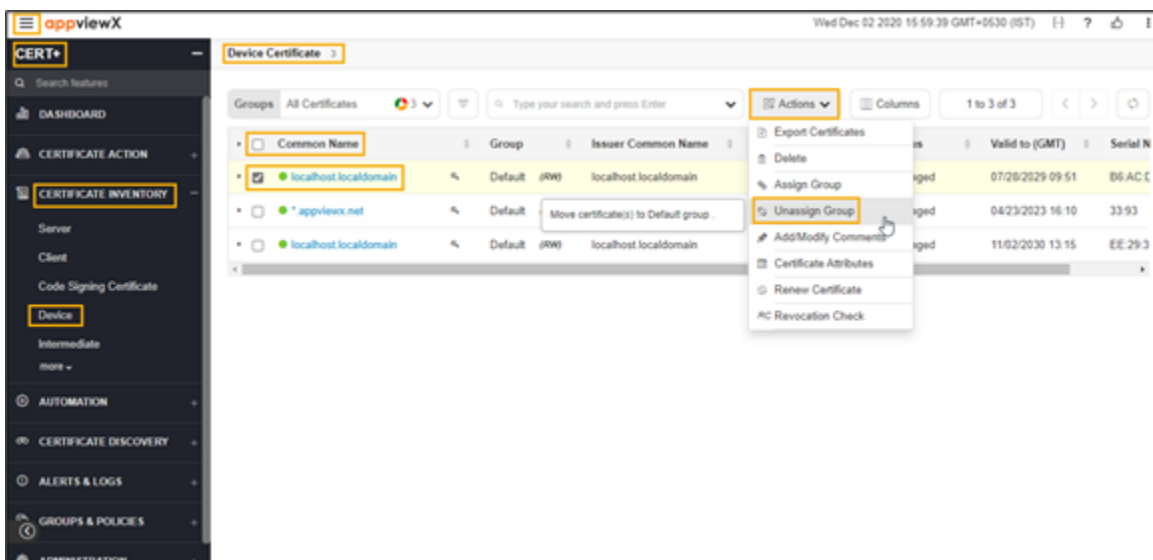 appviewX Wed Dec 02 2020 15:59:39 GMT+0530 (IST) ?
CERT+ Device Certificate 3
Search features
Groups All Certificates 3 Type your search and press Enter Actions Columns 1 to 3 of 3
DASHBOARD
Common Name Group Issuer Common Name Valid to (GMT) Serial N
CERTIFICATE ACTION +
localhost.localdomain Default (RW) localhost.localdomain aged 07/28/2029 09:51 B6:AC:D
CERTIFICATE INVENTORY -
*.appviewx.net Default aged 04/23/2023 16:10 33:93
localhost.localdomain Default (RW) localhost.localdomain aged 11/02/2030 13:15 EE:29:3
Export Certificates
Delete
Assign Group
Unassign Group
Move certificate(s) to Default group .
Add/Modify Comments
Certificate Attributes
Renew Certificate
RC Revocation Check
Server
Client
Code Signing Certificate
Device
Intermediate
more
AUTOMATION +
CERTIFICATE DISCOVERY +
ALERTS & LOGS +
GROUPS & POLICIES +
ADMINISTRATION